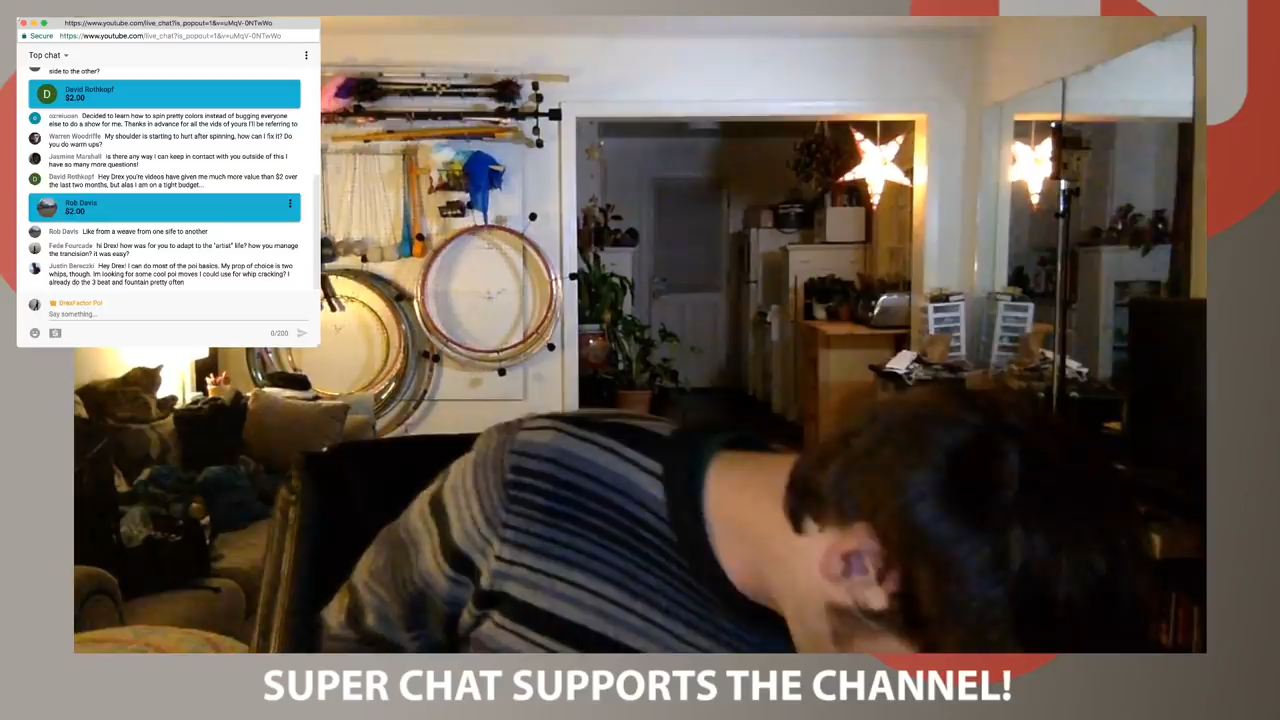 https://www.youtube.com/live_chat?is_popout=1&v=uMqV-0NTwWo
Secure https://www.youtube.com/live_chat?is_popout=1&v=uMqV-0NTwWo
Top chat
side to the other?
D David Rothkopf
$2.00
Decided to learn how to spin pretty colors instead of bugging everyone
else to do a show for me. Thanks in advance for all the vids of yours I'll be referring to
Warren Woodriffe My shoulder is starting to hurt after spinning, how can I fix it? Do
you do warm ups?
Jasmine Marshall Is there any way I can keep in contact with you outside of this I
have so many more questions!
D David Rothkopf Hey Drex you're videos have given me much more value than $2 over
the last two months, but alas I am on a tight budget...
Rob Davis
$2.00
Rob Davis Like from a weave from one sife to another
Fede Fourcade hi Drex! how was for you to adapt to the "artist" life? how you manage
the trancision? it was easy?
Justin Bereczki Hey Drex! I can do most of the poi basics. My prop of choice is two
whips, though. Im looking for some cool poi moves I could use for whip cracking? I
already do the 3 beat and fountain pretty often
DrexFactor Poi
Say something...
0/200
SUPER CHAT SUPPORTS THE CHANNEL!